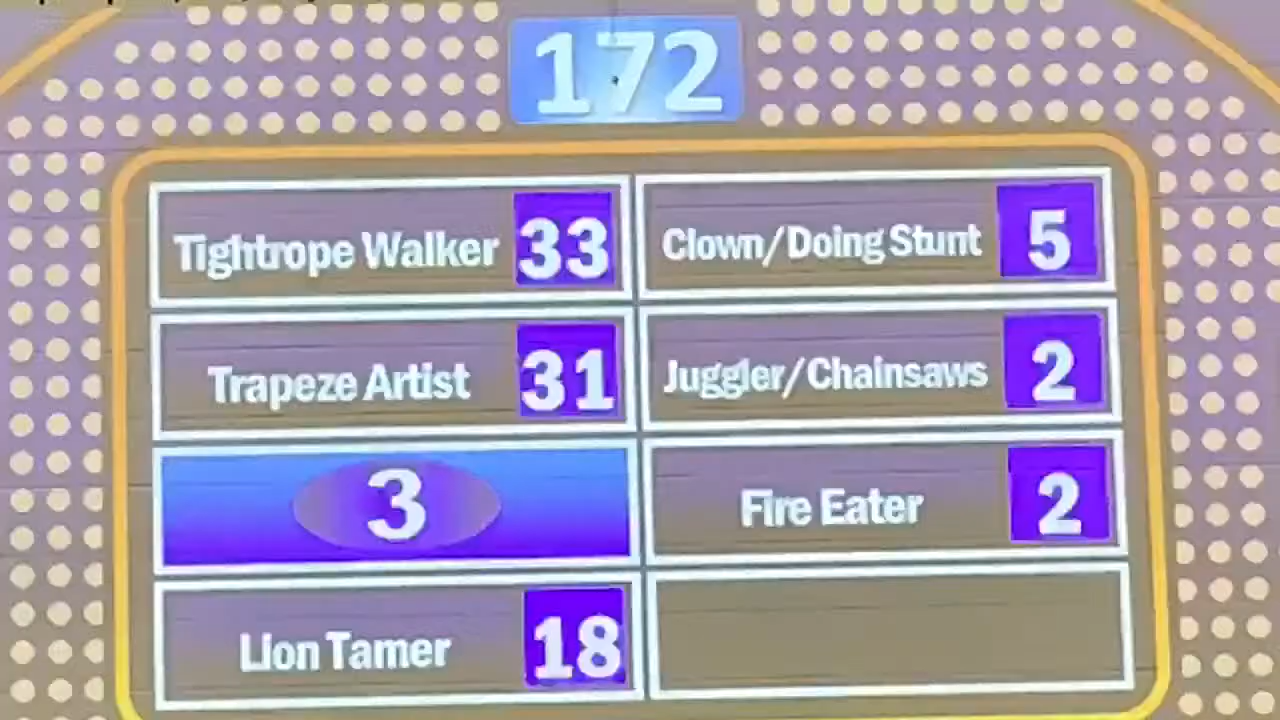 172
Tightrope Walker 33
Trapeze Artist 31
3
Lion Tamer 18
Clown/Doing Stunt 5
Juggler/Chainsaws 2
Fire Eater 2